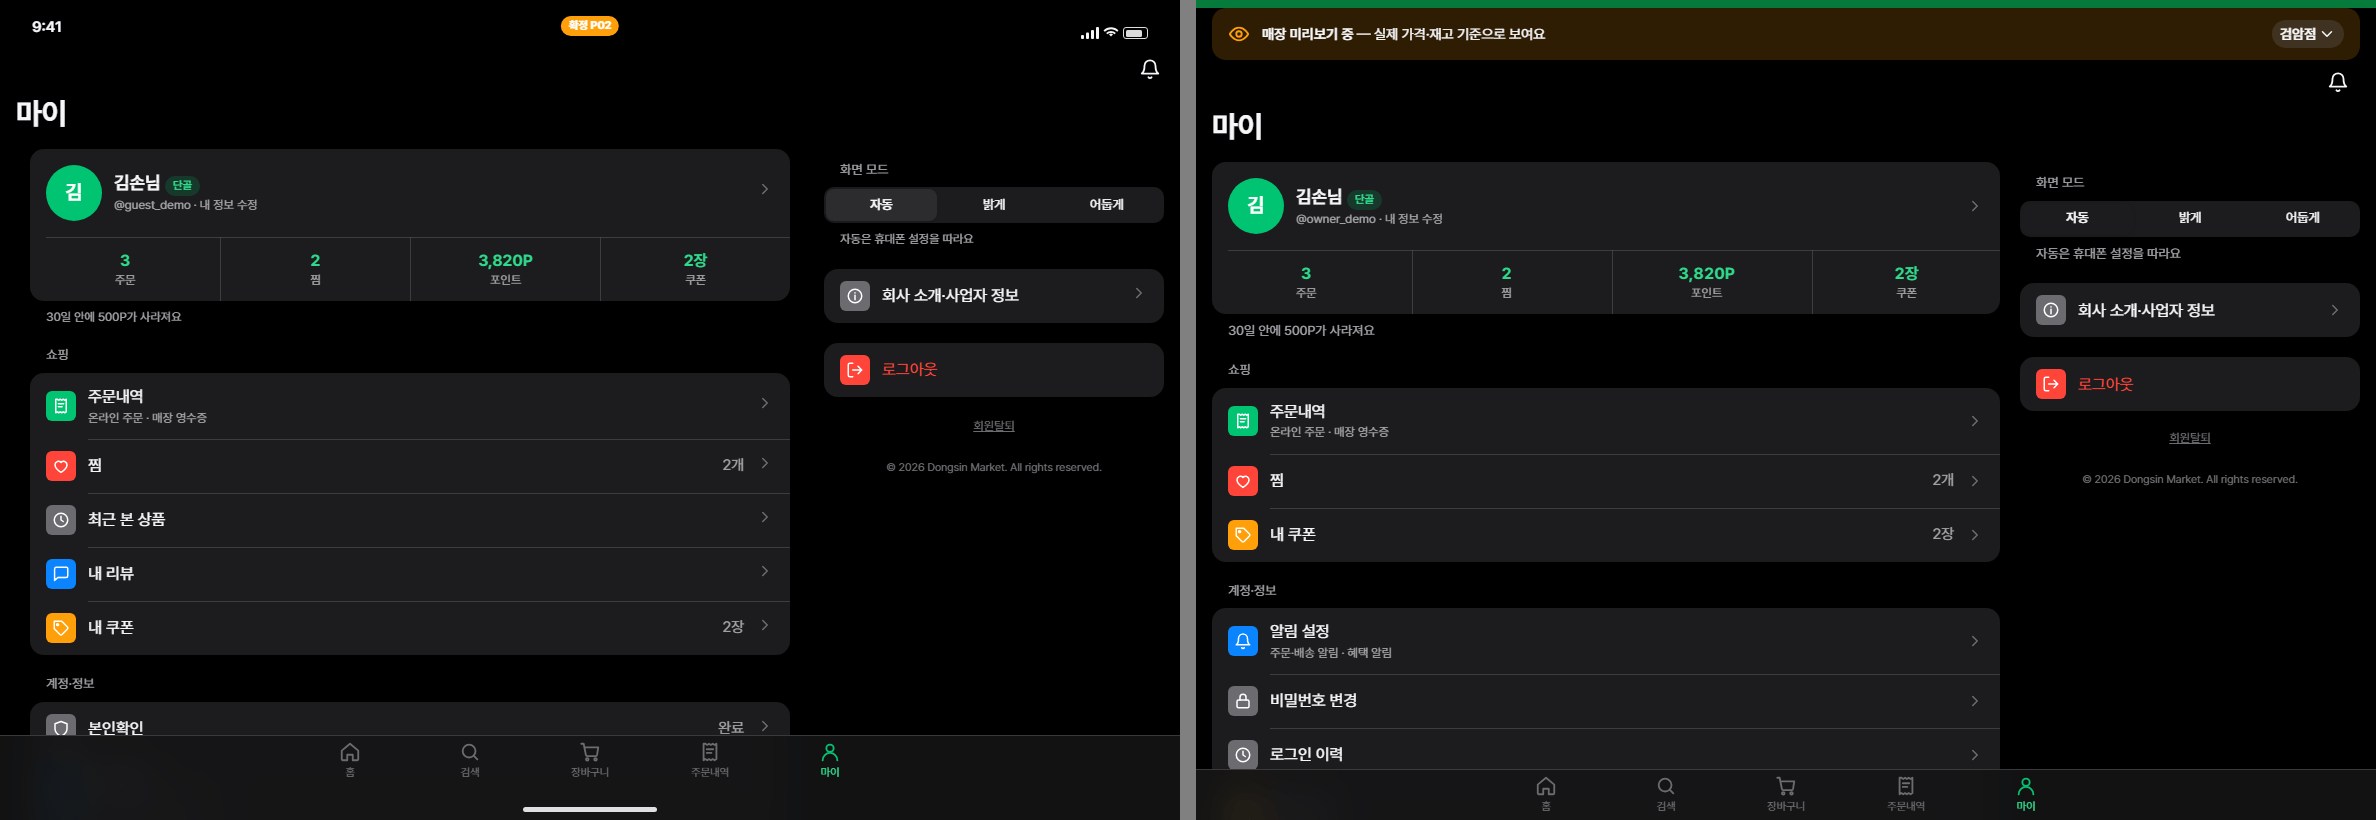 9:41
확정 P02
마이
김
김손님 단골
@guest_demo · 내 정보 수정
3
주문
2
찜
3,820P
포인트
2장
쿠폰
30일 안에 500P가 사라져요
쇼핑
주문내역
온라인 주문 · 매장 영수증
찜 2개
최근 본 상품
내 리뷰
내 쿠폰 2장
계정·정보
본인확인 완료
화면 모드
자동 밝게 어둡게
자동은 휴대폰 설정을 따라요
회사 소개·사업자 정보
로그아웃
회원탈퇴
© 2026 Dongsin Market. All rights reserved.
홈 검색 장바구니 주문내역 마이
매장 미리보기 중 — 실제 가격·재고 기준으로 보여요 검암점
마이
김
김손님 단골
@owner_demo · 내 정보 수정
3
주문
2
찜
3,820P
포인트
2장
쿠폰
30일 안에 500P가 사라져요
쇼핑
주문내역
온라인 주문 · 매장 영수증
찜 2개
내 쿠폰 2장
계정·정보
알림 설정
주문·배송 알림 · 혜택 알림
비밀번호 변경
로그인 이력
화면 모드
자동 밝게 어둡게
자동은 휴대폰 설정을 따라요
회사 소개·사업자 정보
로그아웃
회원탈퇴
© 2026 Dongsin Market. All rights reserved.
홈 검색 장바구니 주문내역 마이